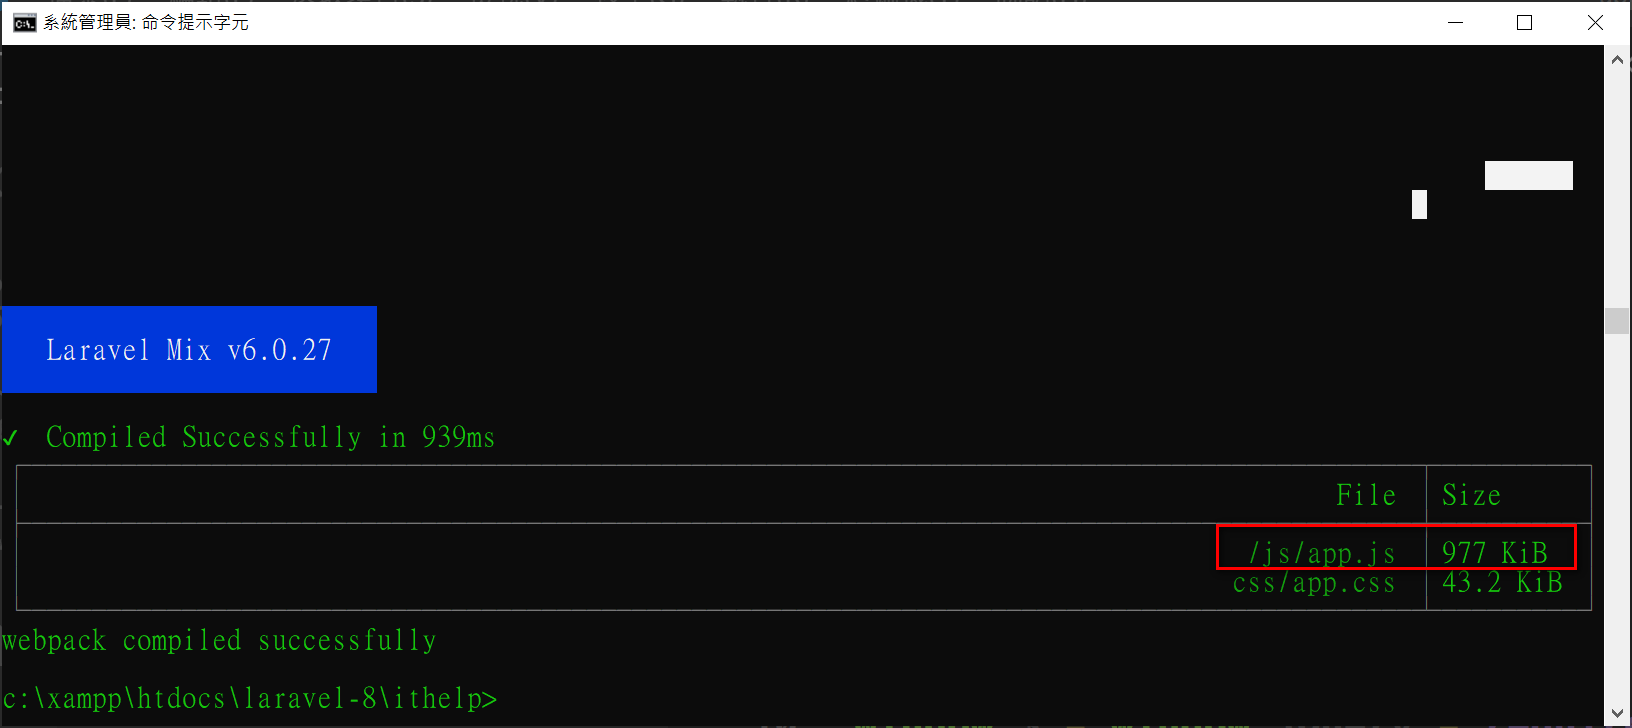 系統管理員: 命令提示字元
Laravel Mix v6.0.27
✓ Compiled Successfully in 939ms
File Size
/js/app.js 977 KiB
css/app.css 43.2 KiB
webpack compiled successfully
c:\xampp\htdocs\laravel-8\ithelp>